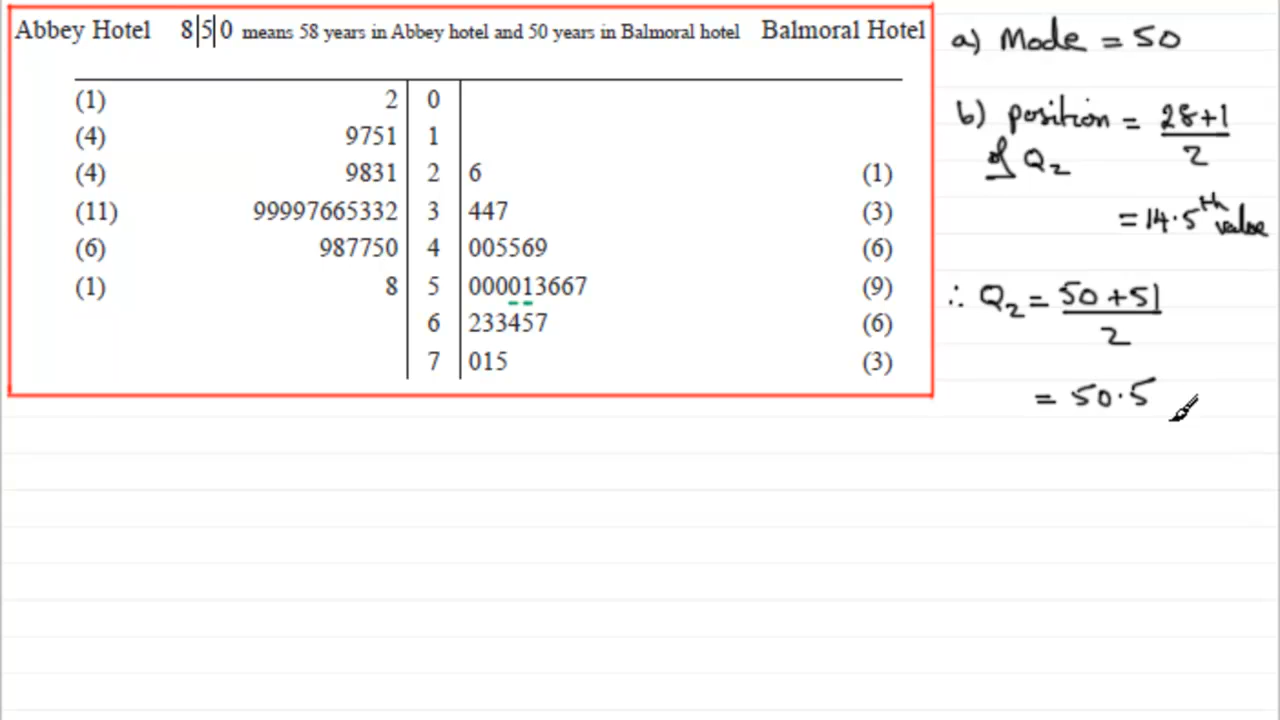 Abbey Hotel 8|5|0 means 58 years in Abbey hotel and 50 years in Balmoral hotel Balmoral Hotel
(1) 2 0
(4) 9751 1
(4) 9831 2 6 (1)
(11) 99997665332 3 447 (3)
(6) 987750 4 005569 (6)
(1) 8 5 000013667 (9)
6 233457 (6)
7 015 (3)
a) Mode = 50
b) position of Q₂ = 28+1 / 2
= 14.5th value
∴ Q₂ = 50+51 / 2
= 50.5